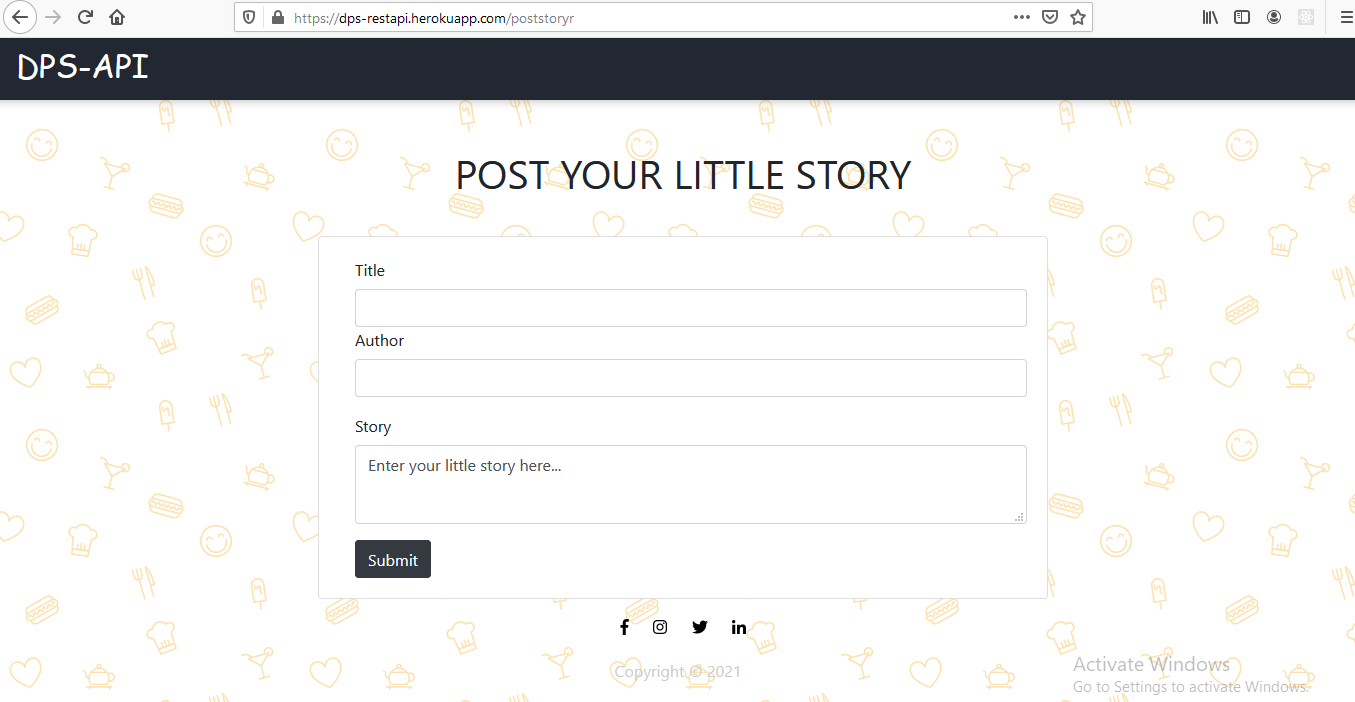 https://dps-restapi.herokuapp.com/poststoryr
DPS-API
POST YOUR LITTLE STORY
Title
Author
Story
Enter your little story here...
Submit
Copyright © 2021
Activate Windows
Go to Settings to activate Windows.